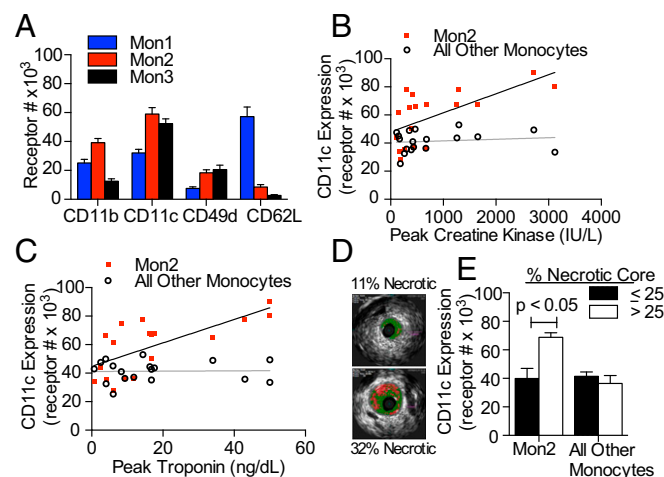 A
Mon1
Mon2
Mon3
Receptor # x10³
100
80
60
40
20
0
CD11b CD11c CD49d CD62L
B
Mon2
All Other Monocytes
CD11c Expression
(receptor # x 10³)
100
80
60
40
20
0
0 1000 2000 3000 4000
Peak Creatine Kinase (IU/L)
C
Mon2
All Other Monocytes
CD11c Expression
(receptor # x 10³)
100
80
60
40
20
0
0 20 40 60
Peak Troponin (ng/dL)
D
11% Necrotic
32% Necrotic
E
% Necrotic Core
≤ 25
> 25
p < 0.05
CD11c Expression
(receptor # x 10³)
100
80
60
40
20
0
Mon2 All Other
Monocytes